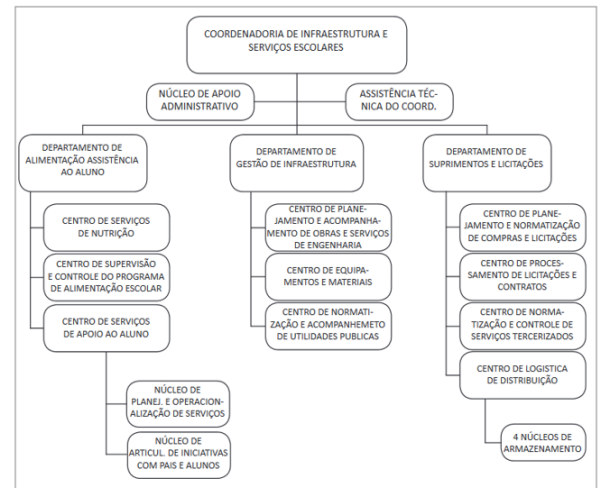 COORDENADORIA DE INFRAESTRUTURA E
SERVIÇOS ESCOLARES
NÚCLEO DE APOIO
ADMINISTRATIVO
ASSISTÊNCIA TÉC-
NICA DO COORD.
DEPARTAMENTO DE
ALIMENTAÇÃO ASSISTÊNCIA
AO ALUNO
CENTRO DE SERVIÇOS
DE NUTRIÇÃO
CENTRO DE SUPERVISÃO
E CONTROLE DO PROGRAMA
DE ALIMENTAÇÃO ESCOLAR
CENTRO DE SERVIÇOS
DE APOIO AO ALUNO
NÚCLEO DE
PLANEJ. E OPERACION-
ALIZAÇÃO DE SERVIÇOS
NÚCLEO DE
ARTICUL. DE INICIATIVAS
COM PAIS E ALUNOS
DEPARTAMENTO DE
GESTÃO DE INFRAESTRUTURA
CENTRO DE PLANE-
JAMENTO E ACOMPANHA-
MENTO DE OBRAS E SERVIÇOS
DE ENGENHARIA
CENTRO DE EQUIPA-
MENTOS E MATERIAIS
CENTRO DE NORMATI-
ZAÇÃO E ACOMPANHEMETO
DE UTILIDADES PUBLICAS
DEPARTAMENTO DE
SUPRIMENTOS E LICITAÇÕES
CENTRO DE PLANE-
JAMENTO E NORMATIZAÇÃO
DE COMPRAS E LICITAÇÕES
CENTRO DE PROCES-
SAMENTO DE LICITAÇÕES E
CONTRATOS
CENTRO DE NORMA-
TIZAÇÃO E CONTROLE DE
SERVIÇOS TERCERIZADOS
CENTRO DE LOGISTICA
DE DISTRIBUIÇÃO
4 NÚCLEOS DE
ARMAZENAMENTO